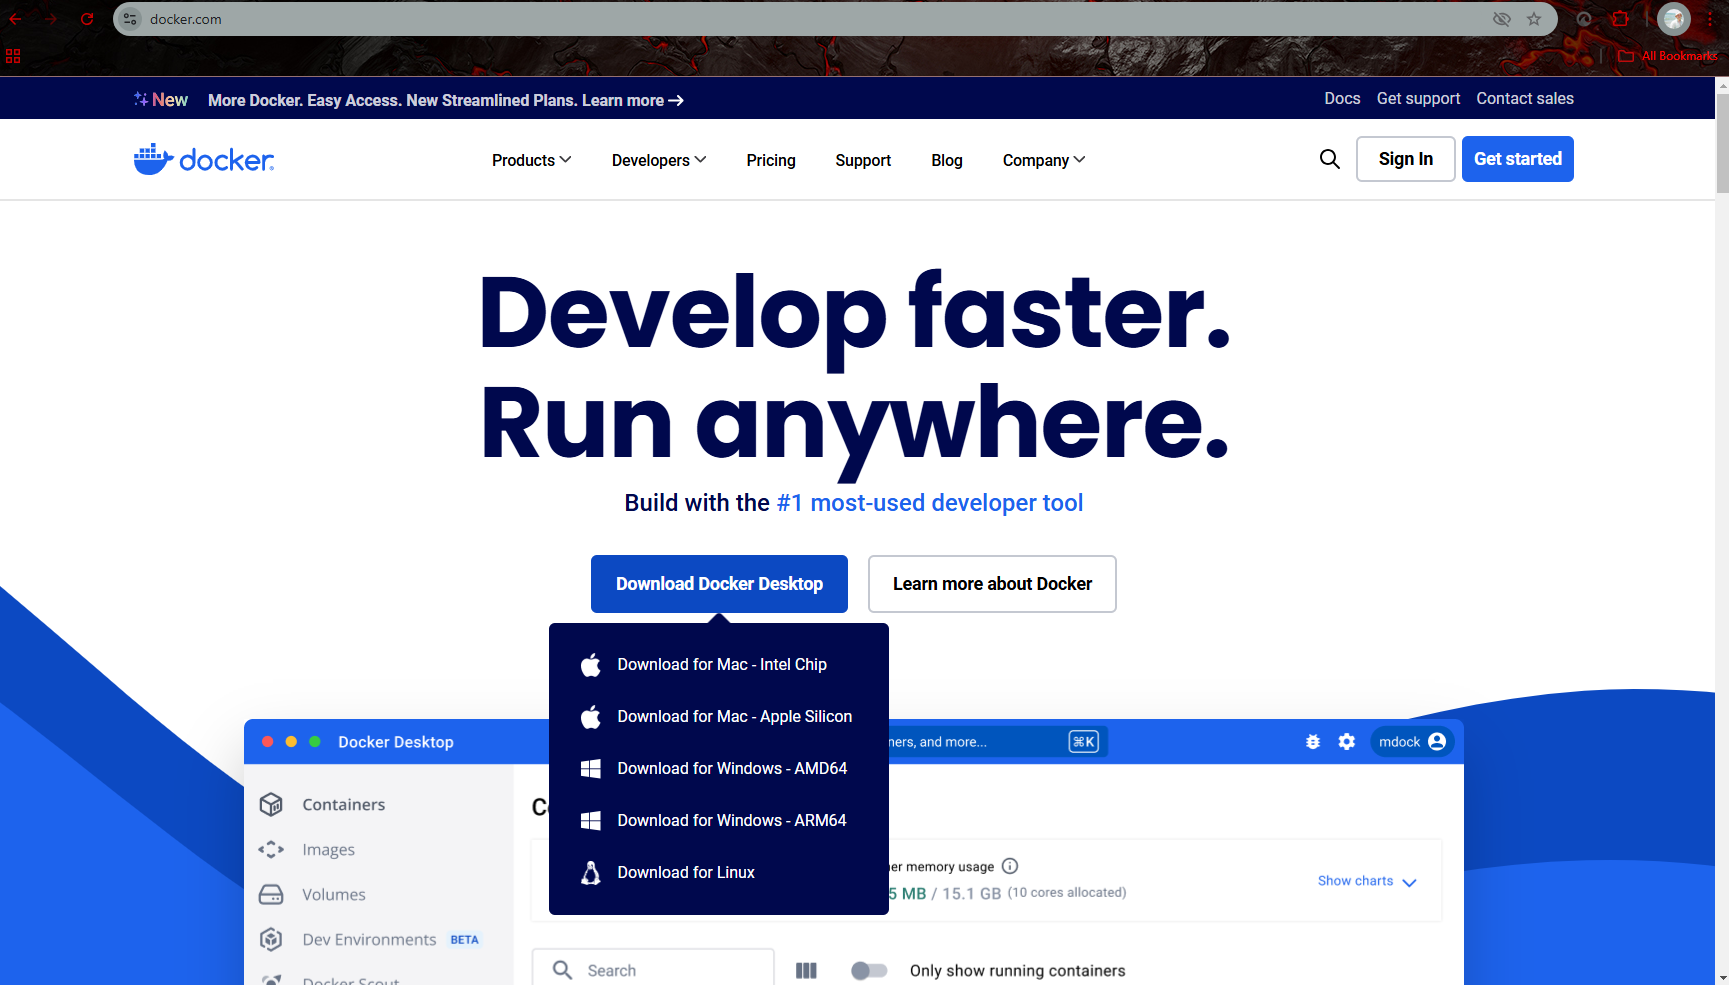 docker.com
All Bookmarks
New More Docker. Easy Access. New Streamlined Plans. Learn more →
Docs Get support Contact sales
docker
Products Developers Pricing Support Blog Company
Sign In Get started
Develop faster.
Run anywhere.
Build with the #1 most-used developer tool
Download Docker Desktop Learn more about Docker
Download for Mac - Intel Chip
Download for Mac - Apple Silicon
Download for Windows - AMD64
Download for Windows - ARM64
Download for Linux
Docker Desktop
and more... ⌘K
mdock
Containers
Images
Volumes
Dev Environments BETA
Docker Scout
memory usage
5 MB / 15.1 GB (10 cores allocated)
Show charts
Search
Only show running containers